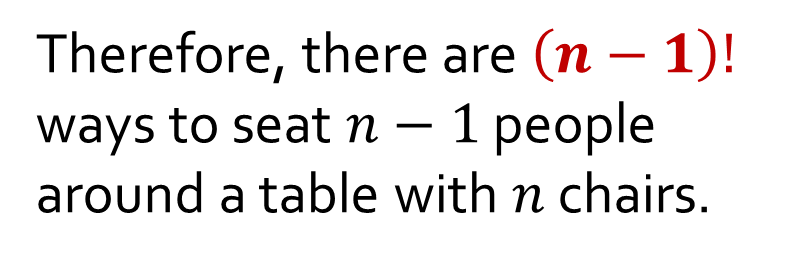 Therefore, there are (n − 1)!
ways to seat n − 1 people
around a table with n chairs.